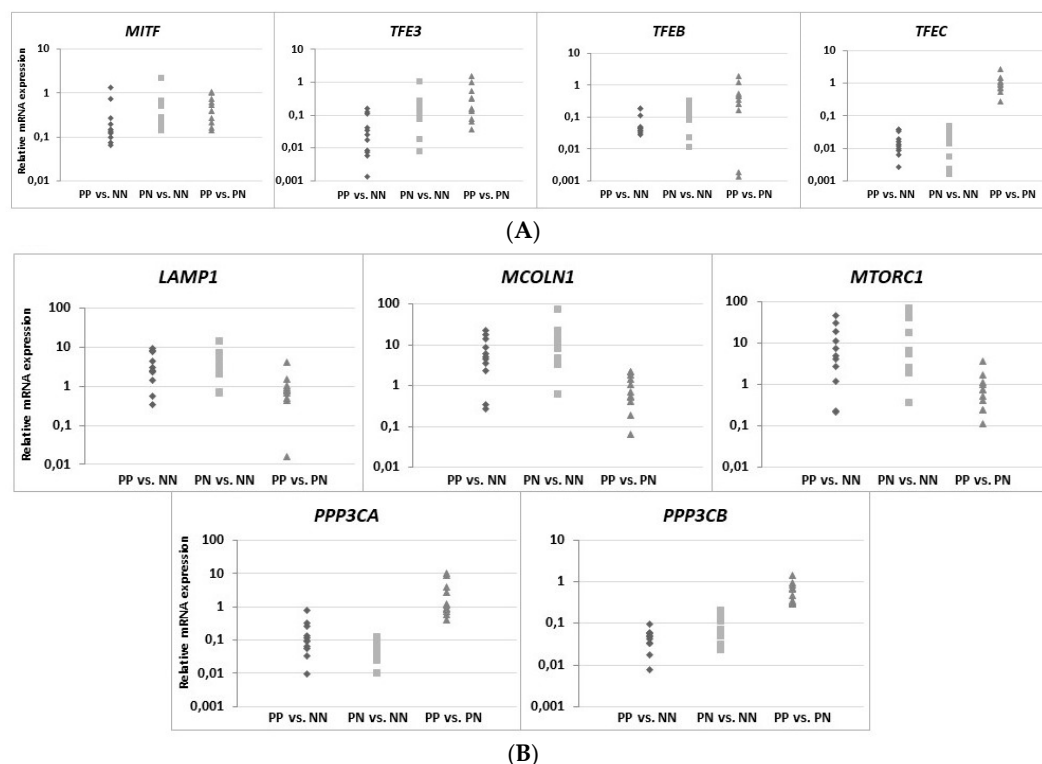 MITF
Relative mRNA expression
10
1
0,1
0,01
PP vs. NN PN vs. NN PP vs. PN
TFE3
10
1
0,1
0,01
0,001
PP vs. NN PN vs. NN PP vs. PN
TFEB
10
1
0,1
0,01
0,001
PP vs. NN PN vs. NN PP vs. PN
TFEC
10
1
0,1
0,01
0,001
PP vs. NN PN vs. NN PP vs. PN
(A)
LAMP1
Relative mRNA expression
100
10
1
0,1
0,01
PP vs. NN PN vs. NN PP vs. PN
MCOLN1
100
10
1
0,1
0,01
PP vs. NN PN vs. NN PP vs. PN
MTORC1
100
10
1
0,1
0,01
PP vs. NN PN vs. NN PP vs. PN
PPP3CA
Relative mRNA expression
100
10
1
0,1
0,01
0,001
PP vs. NN PN vs. NN PP vs. PN
PPP3CB
10
1
0,1
0,01
0,001
PP vs. NN PN vs. NN PP vs. PN
(B)